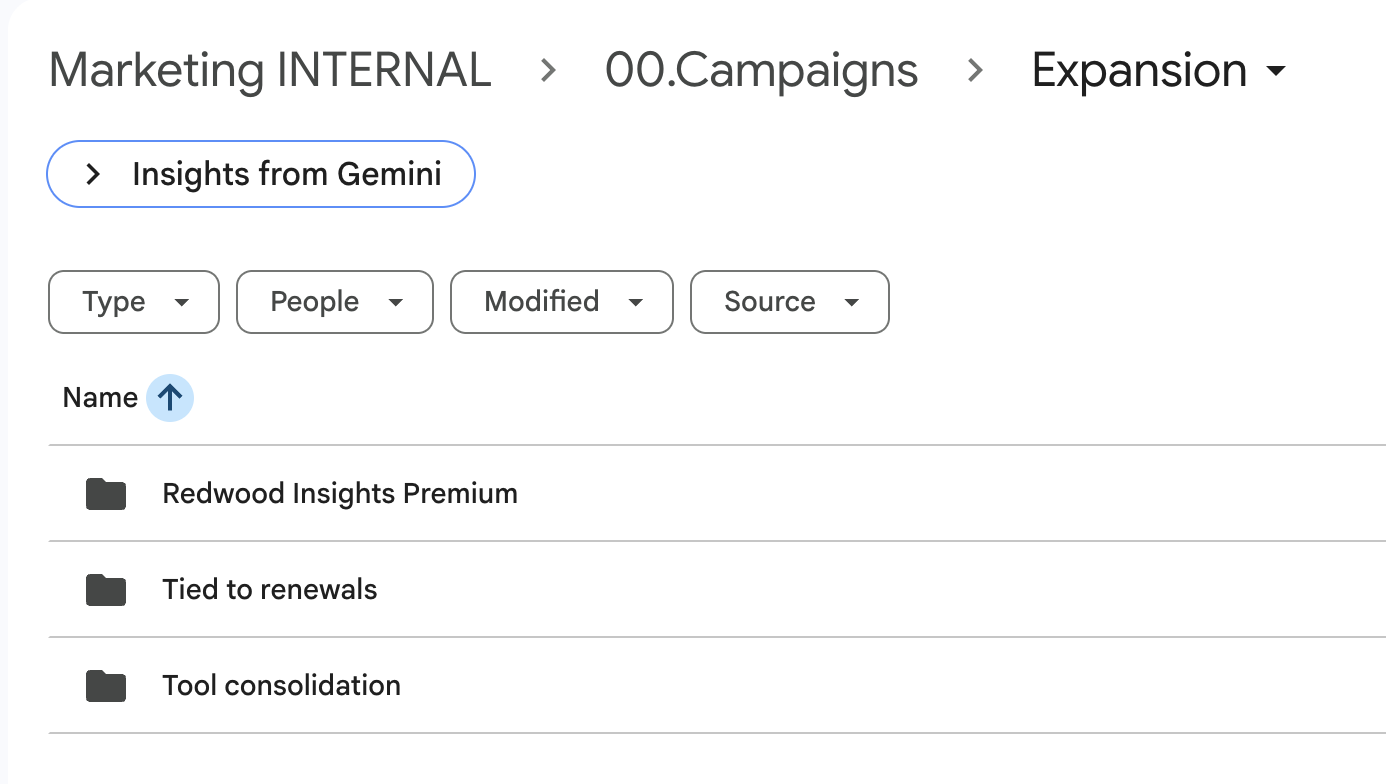 Marketing INTERNAL > 00.Campaigns > Expansion
Insights from Gemini
Type People Modified Source
Name
Redwood Insights Premium
Tied to renewals
Tool consolidation